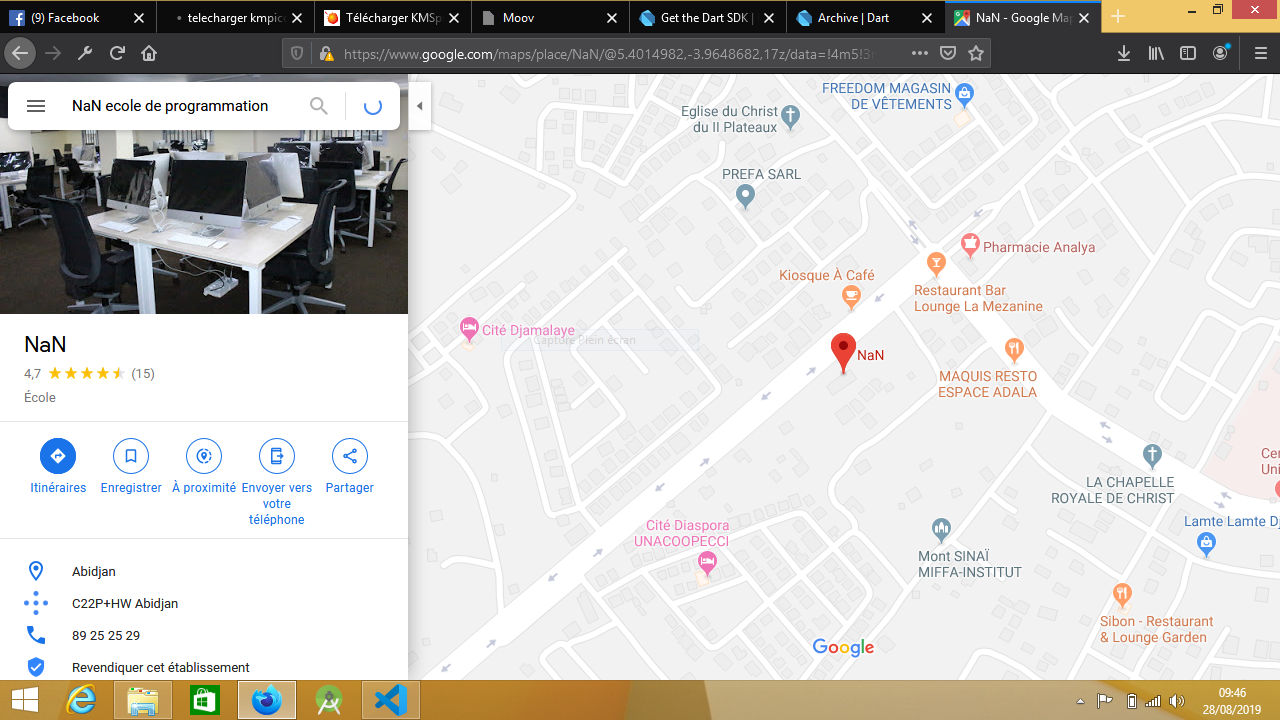 (9) Facebook
telecharger kmpico
Télécharger KMSp
Moov
Get the Dart SDK |
Archive | Dart
NaN - Google Map
https://www.google.com/maps/place/NaN/@5.4014982,-3.9648682,17z/data=!4m5!3
NaN ecole de programmation
NaN
4,7 (15)
École
Itinéraires
Enregistrer
À proximité
Envoyer vers
votre
téléphone
Partager
Abidjan
C22P+HW Abidjan
89 25 25 29
Revendiquer cet établissement
FREEDOM MAGASIN
DE VÊTEMENTS
Eglise du Christ
du II Plateaux
PREFA SARL
Pharmacie Analya
Kiosque À Café
Restaurant Bar
Lounge La Mezanine
Cité Djamalaye
Capture Plein écran
NaN
MAQUIS RESTO
ESPACE ADALA
LA CHAPELLE
ROYALE DE CHRIST
Cen
Uni
Cité Diaspora
UNACOOPECCI
Lamte Lamte Dj
Mont SINAÏ
MIFFA-INSTITUT
Sibon - Restaurant
& Lounge Garden
Google
09:46
28/08/2019